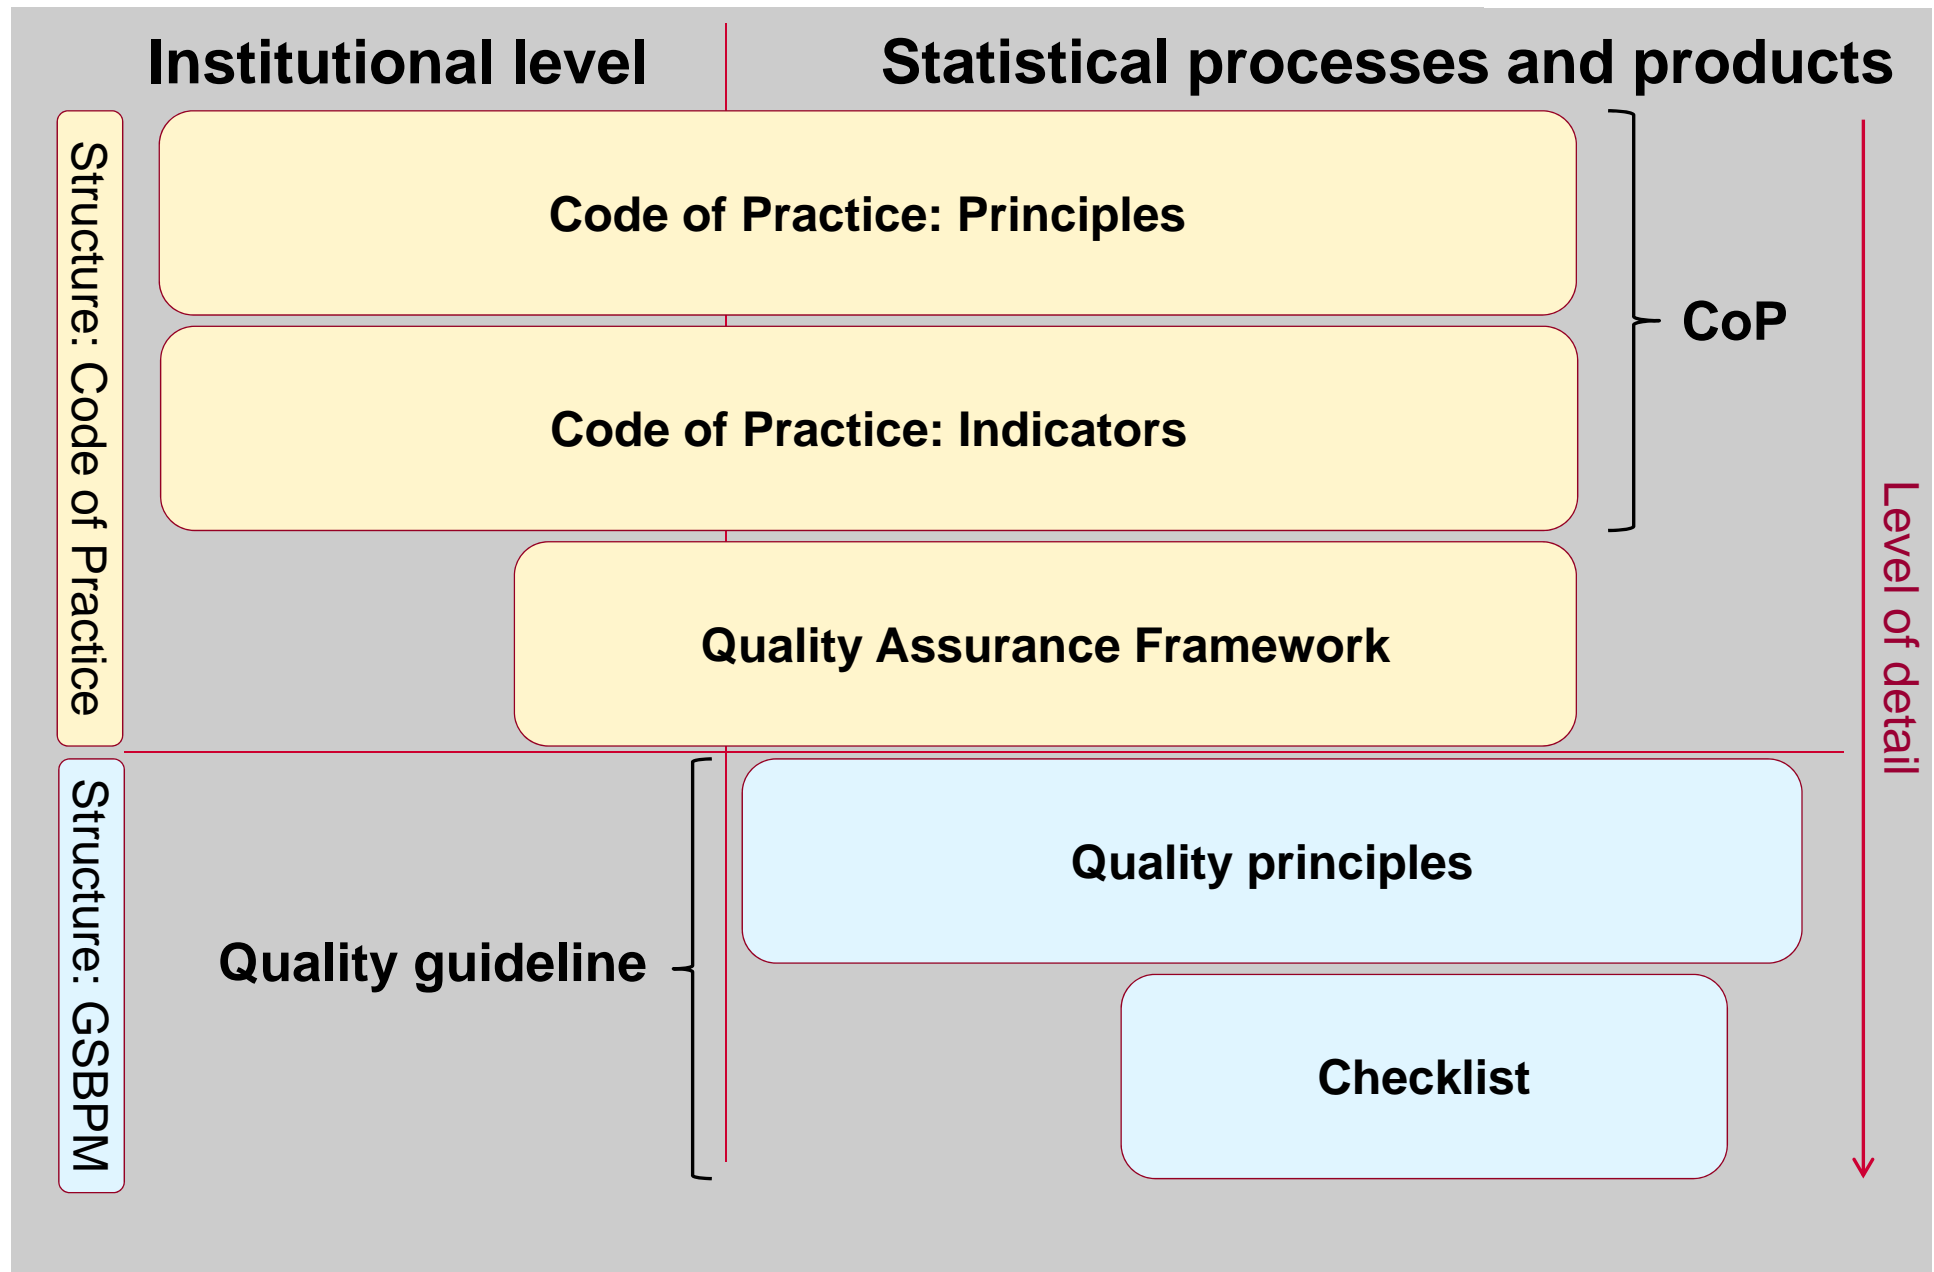 Institutional level
Statistical processes and products
Structure: Code of Practice
Code of Practice: Principles
CoP
Code of Practice: Indicators
Level of detail
Quality Assurance Framework
Structure: GSBPM
Quality principles
Quality guideline
Checklist